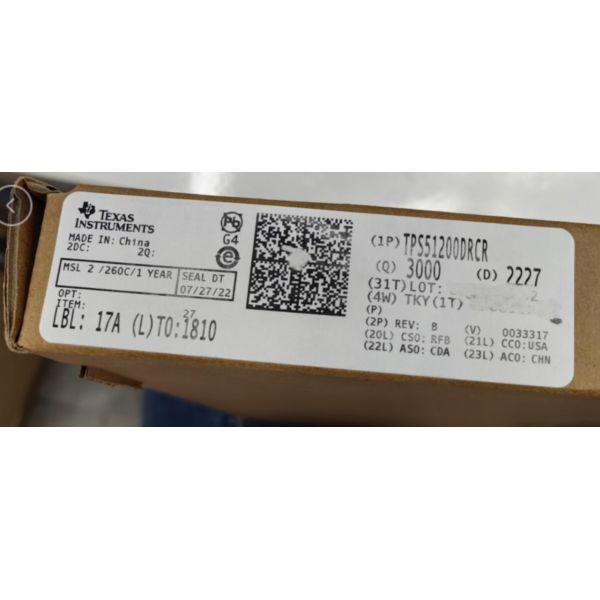 TEXAS
INSTRUMENTS
MADE IN: China
2DC: 2Q:
MSL 2 /260C/1 YEAR SEAL DT
07/27/22
OPT:
ITEM:
27
LBL: 17A (L)TO:1810
Pb
G4
e
(1P) TPS51200DRCR
(Q) 3000 (D) 2227
(31T)LOT: 2
(4W) TKY(1T)
(P)
(2P) REV: B (V) 0033317
(20L) CSO: RFB (21L) CCO:USA
(22L) ASO: CDA (23L) ACO: CHN